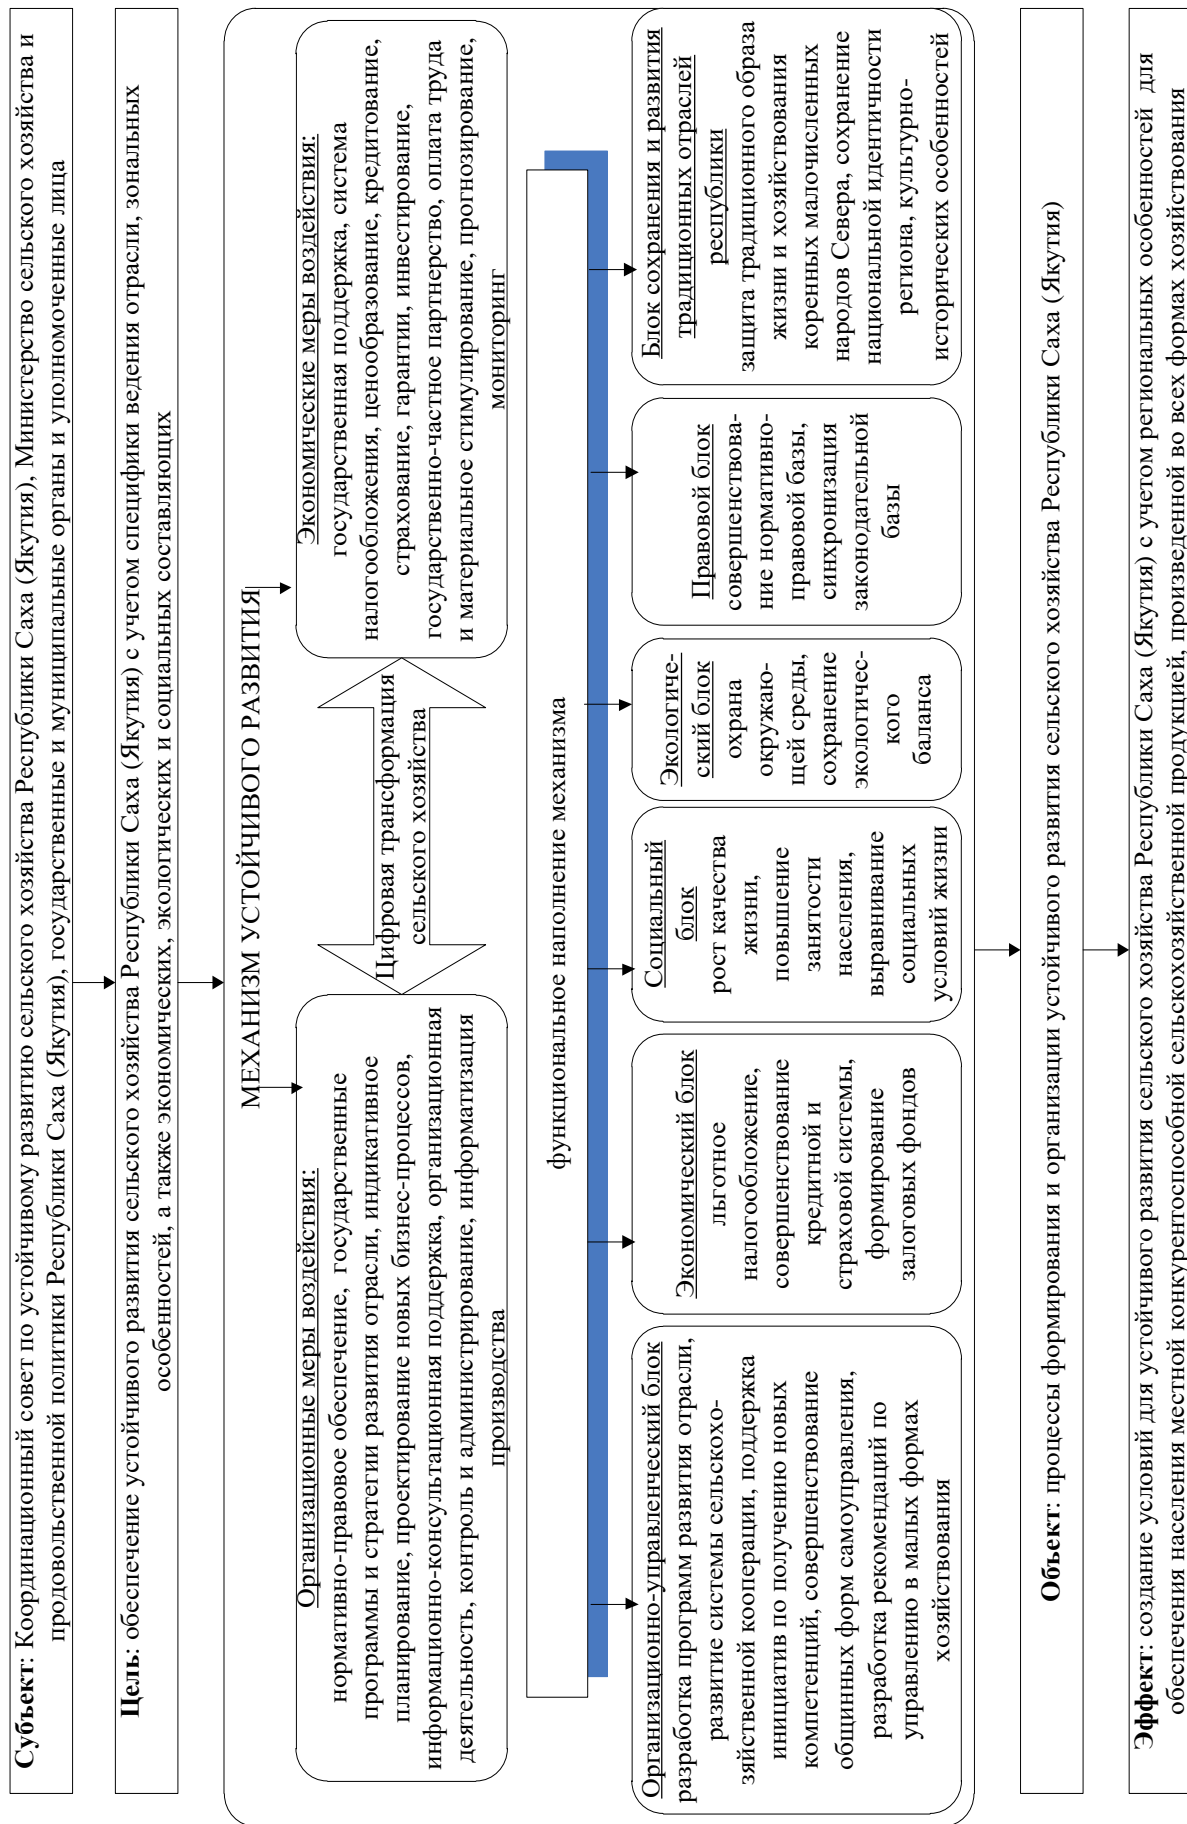 Субъект: Координационный совет по устойчивому развитию сельского хозяйства Республики Саха (Якутия), Министерство сельского хозяйства и
продовольственной политики Республики Саха (Якутия), государственные и муниципальные органы и уполномоченные лица
Цель: обеспечение устойчивого развития сельского хозяйства Республики Саха (Якутия) с учетом специфики ведения отрасли, зональных
особенностей, а также экономических, экологических и социальных составляющих
МЕХАНИЗМ УСТОЙЧИВОГО РАЗВИТИЯ
Организационные меры воздействия:
нормативно-правовое обеспечение, государственные
программы и стратегии развития отрасли, индикативное
планирование, проектирование новых бизнес-процессов,
информационно-консультационная поддержка, организационная
деятельность, контроль и администрирование, информатизация
производства
Цифровая трансформация
сельского хозяйства
Экономические меры воздействия:
государственная поддержка, система
налогообложения, ценообразование, кредитование,
страхование, гарантии, инвестирование,
государственно-частное партнерство, оплата труда
и материальное стимулирование, прогнозирование,
мониторинг
функциональное наполнение механизма
Организационно-управленческий блок
разработка программ развития отрасли,
развитие системы сельскохо-
зяйственной кооперации, поддержка
инициатив по получению новых
компетенций, совершенствование
общинных форм самоуправления,
разработка рекомендаций по
управлению в малых формах
хозяйствования
Экономический блок
льготное
налогообложение,
совершенствование
кредитной и
страховой системы,
формирование
залоговых фондов
Социальный
блок
рост качества
жизни,
повышение
занятости
населения,
выравнивание
социальных
условий жизни
Экологиче-
ский блок
охрана
окружаю-
щей среды,
сохранение
экологичес-
кого
баланса
Правовой блок
совершенствова-
ние нормативно-
правовой базы,
синхронизация
законодательной
базы
Блок сохранения и развития
традиционных отраслей
республики
защита традиционного образа
жизни и хозяйствования
коренных малочисленных
народов Севера, сохранение
национальной идентичности
региона, культурно-
исторических особенностей
Объект: процессы формирования и организации устойчивого развития сельского хозяйства Республики Саха (Якутия)
Эффект: создание условий для устойчивого развития сельского хозяйства Республики Саха (Якутия) с учетом региональных особенностей для
обеспечения населения местной конкурентоспособной сельскохозяйственной продукцией, произведенной во всех формах хозяйствования